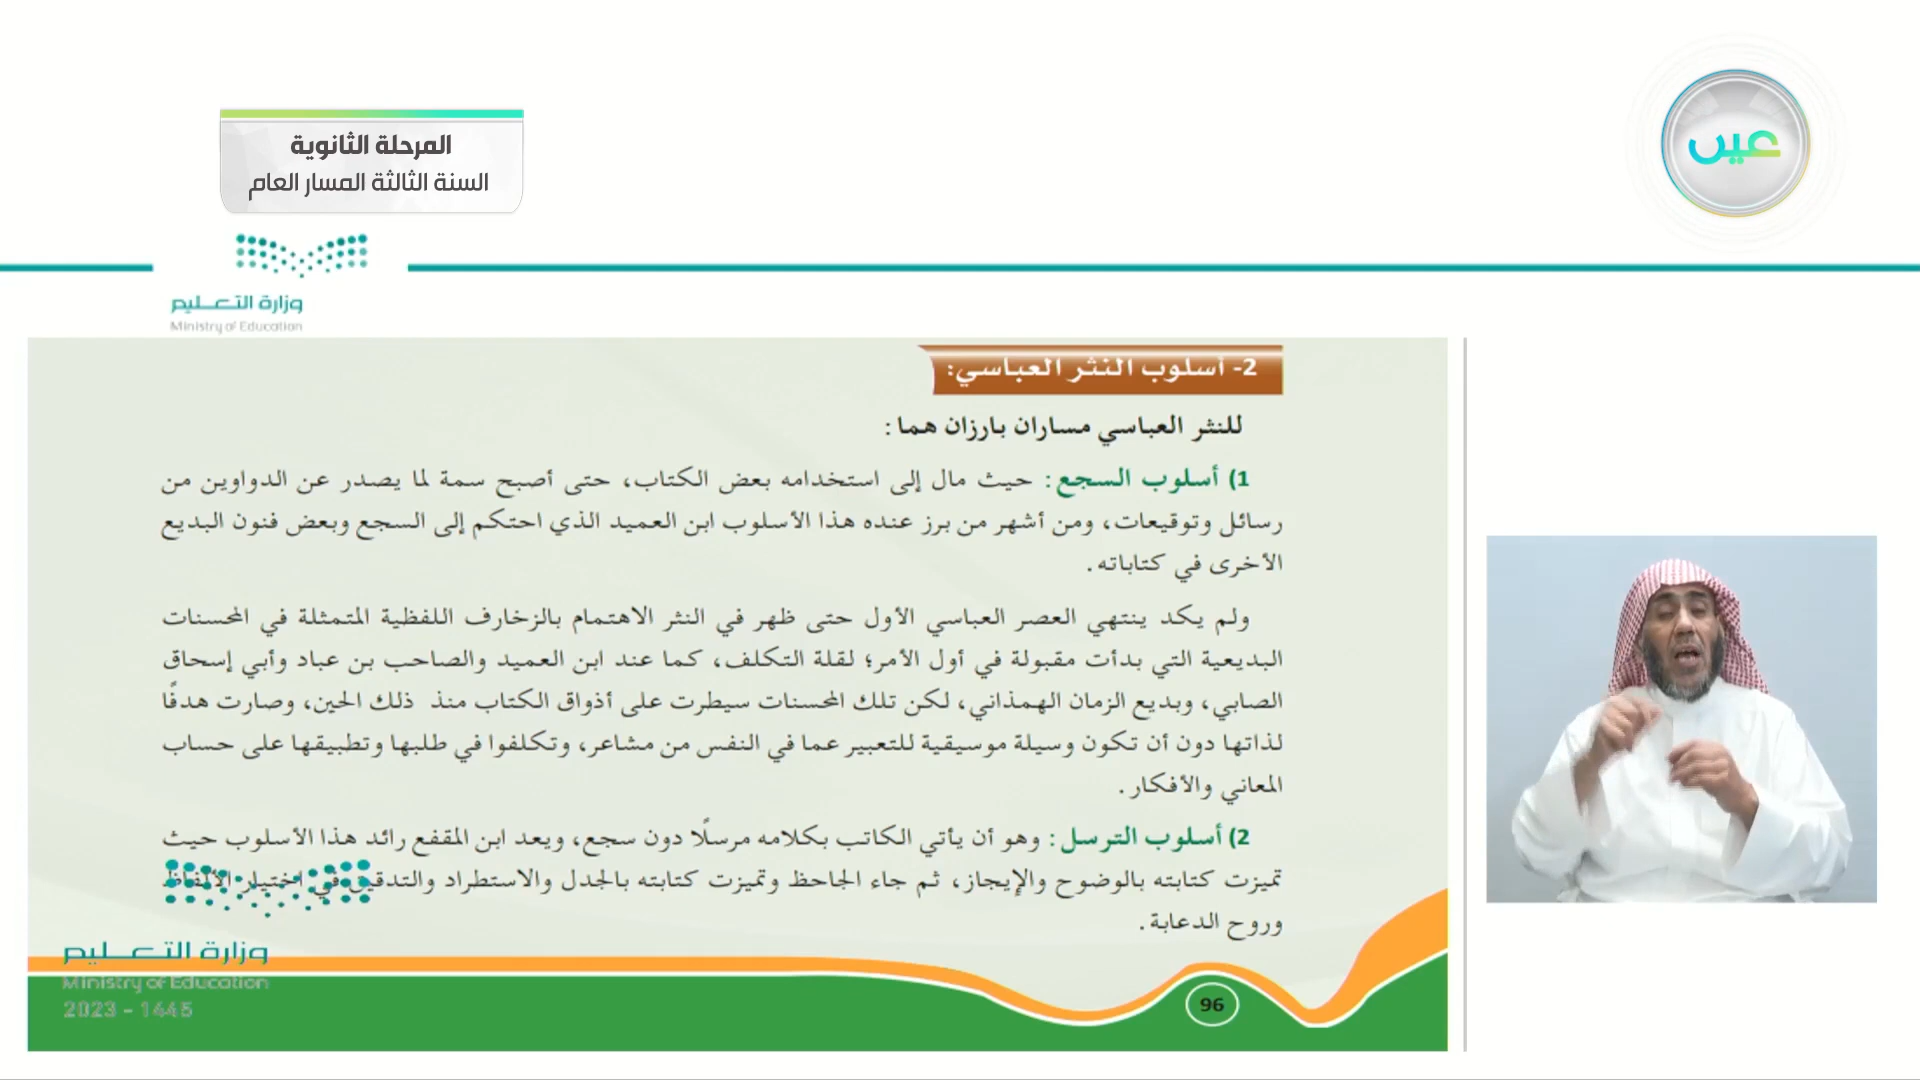 المرحلة الثانوية
السنة الثالثة المسار العام
عين
وزارة التعليم
Ministry of Education
2- أسلوب النثر العباسي:
للنثر العباسي مساران بارزان هما:
1) أسلوب السجع: حيث مال إلى استخدامه بعض الكتاب، حتى أصبح سمة لما يصدر عن الدواوين من
رسائل وتوقيعات، ومن أشهر من برز عنده هذا الأسلوب ابن العميد الذي احتكم إلى السجع وبعض فنون البديع
الأخرى في كتاباته.
ولم يكد ينتهي العصر العباسي الأول حتى ظهر في النثر الاهتمام بالزخارف اللفظية المتمثلة في المحسنات
البديعية التي بدأت مقبولة في أول الأمر؛ لقلة التكلف، كما عند ابن العميد والصاحب بن عباد وأبي إسحاق
الصابي، وبديع الزمان الهمذاني، لكن تلك المحسنات سيطرت على أذواق الكتاب منذ ذلك الحين، وصارت هدفًا
لذاتها دون أن تكون وسيلة موسيقية للتعبير عما في النفس من مشاعر، وتكلفوا في طلبها وتطبيقها على حساب
المعاني والأفكار.
2) أسلوب الترسل: وهو أن يأتي الكاتب بكلامه مرسلًا دون سجع، ويعد ابن المقفع رائد هذا الأسلوب حيث
تميزت كتابته بالوضوح والإيجاز، ثم جاء الجاحظ وتميزت كتابته بالجدل والاستطراد والتدقيق في اختيار الألفاظ
وروح الدعابة.
وزارة التعليم
Ministry of Education
2023 - 1445
96